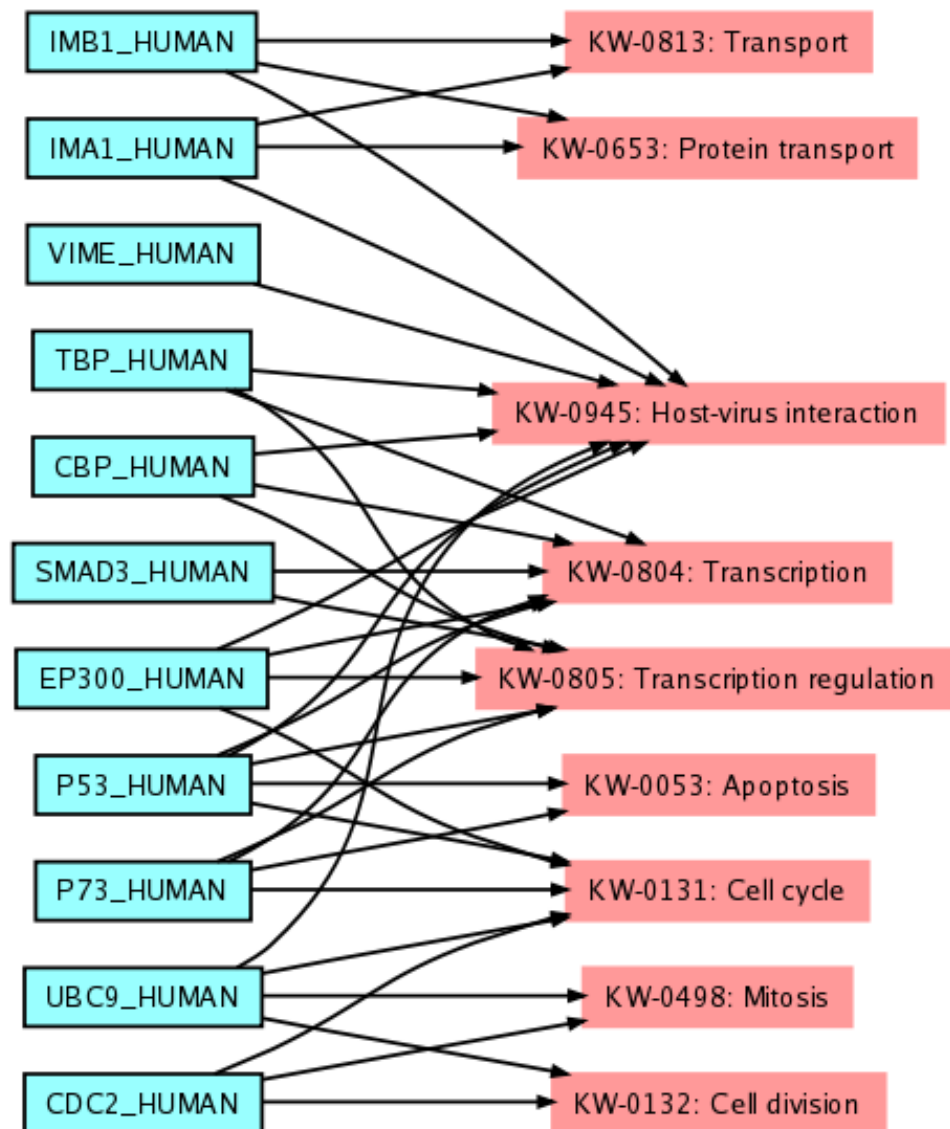 IMB1_HUMAN
KW-0813: Transport
IMA1_HUMAN
KW-0653: Protein transport
VIME_HUMAN
TBP_HUMAN
KW-0945: Host-virus interaction
CBP_HUMAN
SMAD3_HUMAN
KW-0804: Transcription
EP300_HUMAN
KW-0805: Transcription regulation
P53_HUMAN
KW-0053: Apoptosis
P73_HUMAN
KW-0131: Cell cycle
UBC9_HUMAN
KW-0498: Mitosis
CDC2_HUMAN
KW-0132: Cell division